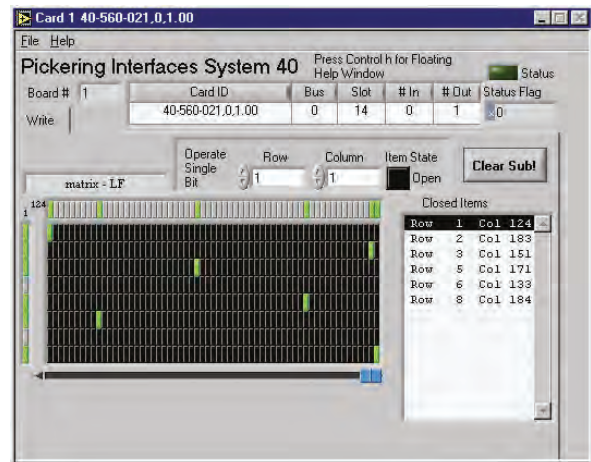 Card 1 40-560-021,0,1.00
File Help
Pickering Interfaces System 40
Press Control h for Floating
Help Window
Status
Board # 1
Card ID Bus Slot # In # Out Status Flag
40-560-021,0,1.00 0 14 0 1 x0
Write
Operate
Single
Bit
Row Column Item State
1 1 Open
Clear Sub!
matrix - LF
Closed Items
124
1
Row 1 Col 124
Row 2 Col 183
Row 3 Col 151
Row 5 Col 171
Row 6 Col 133
Row 8 Col 184